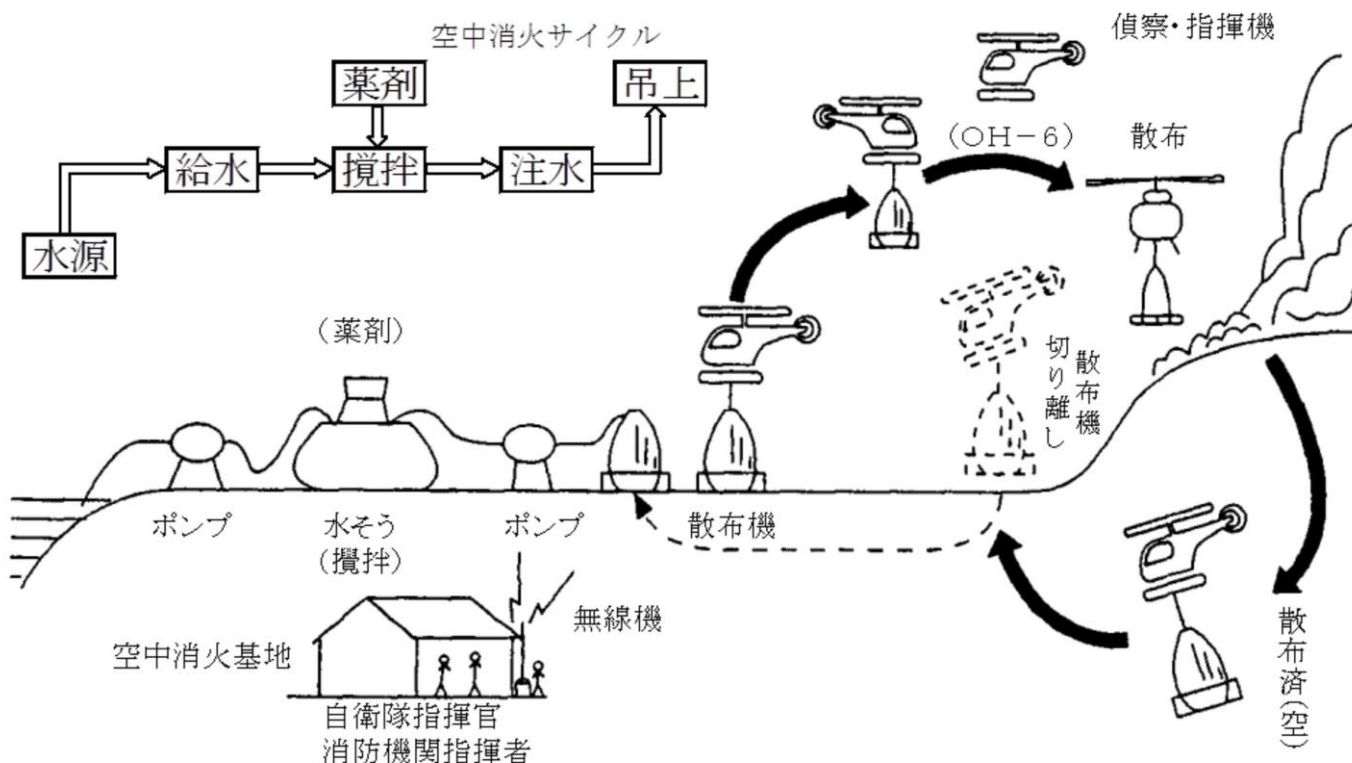 空中消火サイクル
薬剤
吊上
給水
攪拌
注水
水源
偵察・指揮機
(OH-6)
散布
(薬剤)
散布機
切り離し
ポンプ
水そう
(攪拌)
ポンプ
散布機
無線機
空中消火基地
自衛隊指揮官
消防機関指揮者
散布済(空)